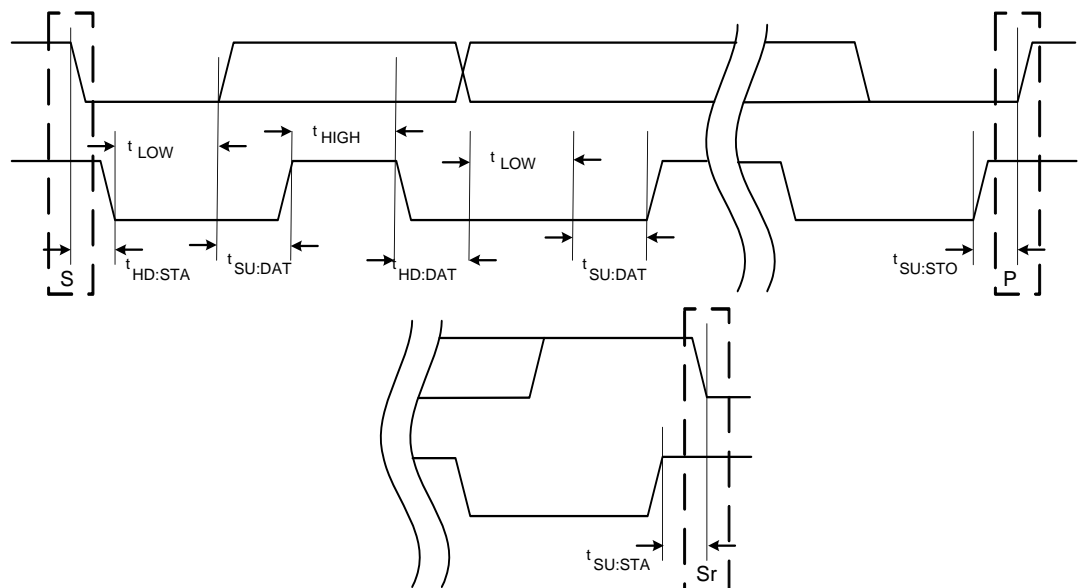 t HIGH
t LOW
t LOW
t HD:STA
t SU:DAT
t HD:DAT
t SU:DAT
t SU:STO
S
P
t SU:STA
Sr